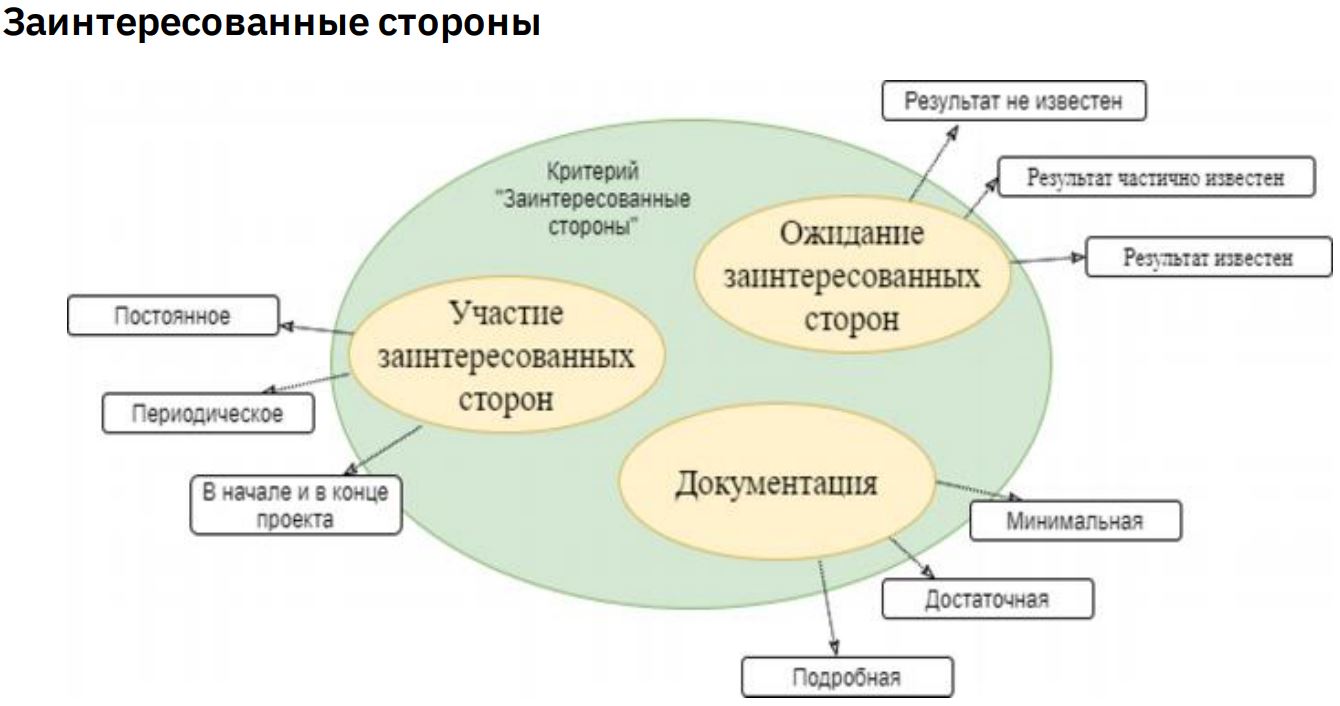 Заинтересованные стороны
Результат не известен
Критерий
"Заинтересованные
стороны"
Результат частично известен
Ожидание
заинтересованных
сторон
Результат известен
Участие
заинтересованных
сторон
Постоянное
Периодическое
В начале и в конце
проекта
Документация
Минимальная
Достаточная
Подробная